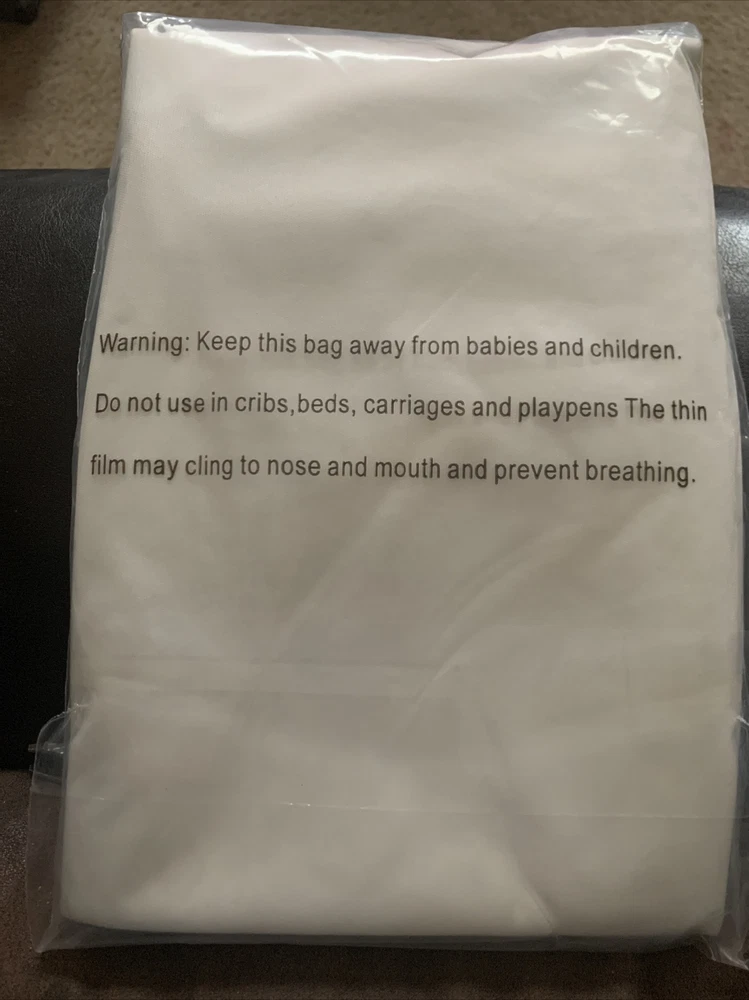 Warning: Keep this bag away from babies and children.
Do not use in cribs,beds, carriages and playpens The thin
film may cling to nose and mouth and prevent breathing.